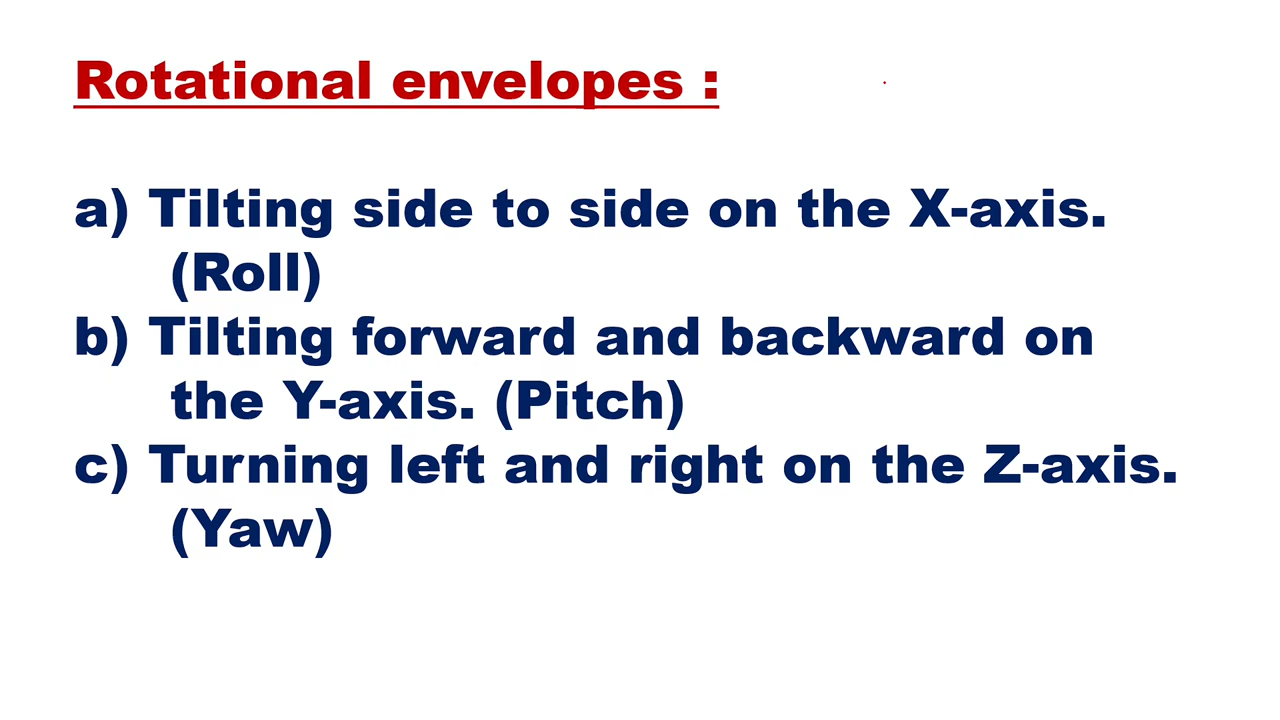 Rotational envelopes :
a) Tilting side to side on the X-axis.
(Roll)
b) Tilting forward and backward on
the Y-axis. (Pitch)
c) Turning left and right on the Z-axis.
(Yaw)